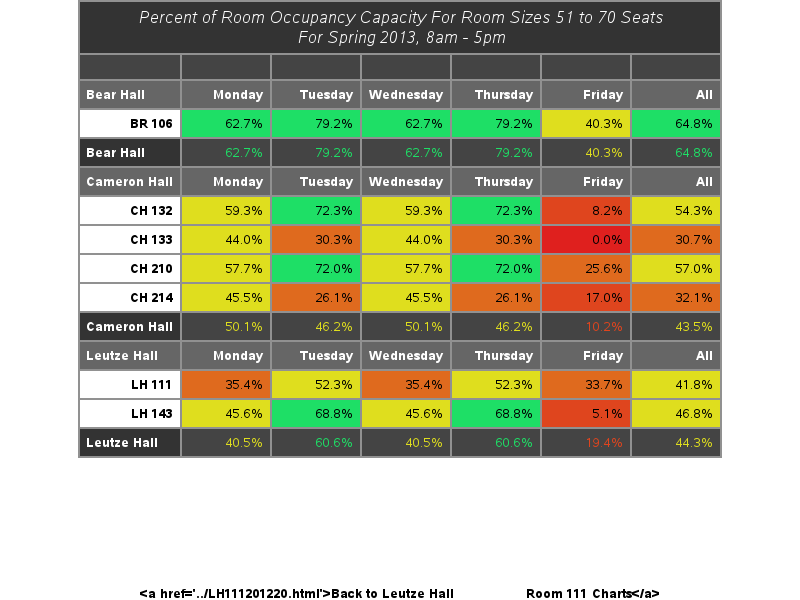 Percent of Room Occupancy Capacity For Room Sizes 51 to 70 Seats
For Spring 2013, 8am - 5pm
Bear Hall Monday Tuesday Wednesday Thursday Friday All
BR 106 62.7% 79.2% 62.7% 79.2% 40.3% 64.8%
Bear Hall 62.7% 79.2% 62.7% 79.2% 40.3% 64.8%
Cameron Hall Monday Tuesday Wednesday Thursday Friday All
CH 132 59.3% 72.3% 59.3% 72.3% 8.2% 54.3%
CH 133 44.0% 30.3% 44.0% 30.3% 0.0% 30.7%
CH 210 57.7% 72.0% 57.7% 72.0% 25.6% 57.0%
CH 214 45.5% 26.1% 45.5% 26.1% 17.0% 32.1%
Cameron Hall 50.1% 46.2% 50.1% 46.2% 10.2% 43.5%
Leutze Hall Monday Tuesday Wednesday Thursday Friday All
LH 111 35.4% 52.3% 35.4% 52.3% 33.7% 41.8%
LH 143 45.6% 68.8% 45.6% 68.8% 5.1% 46.8%
Leutze Hall 40.5% 60.6% 40.5% 60.6% 19.4% 44.3%
<a href='../LH111201220.html'>Back to Leutze Hall Room 111 Charts</a>